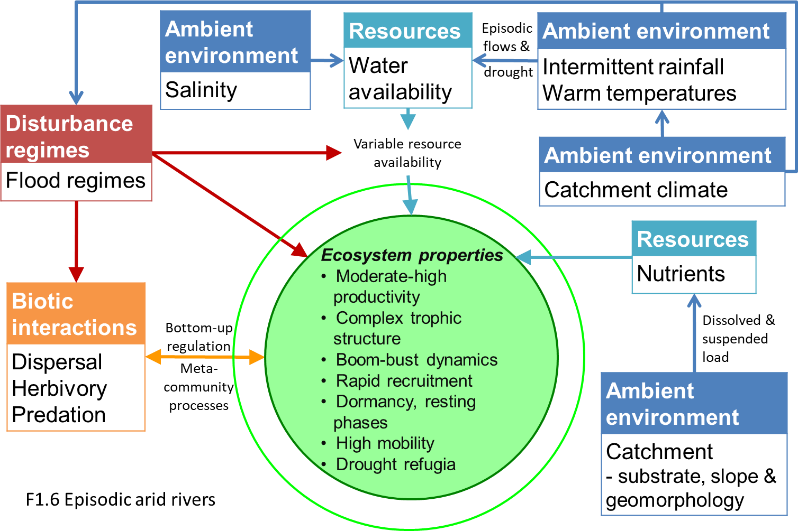 Ambient
environment
Salinity
Resources
Water
availability
Episodic
flows &
drought
Ambient environment
Intermittent rainfall
Warm temperatures
Disturbance
regimes
Flood regimes
Variable resource
availability
Ambient environment
Catchment climate
Resources
Nutrients
Ecosystem properties
• Moderate-high
productivity
• Complex trophic
structure
• Boom-bust dynamics
• Rapid recruitment
• Dormancy, resting
phases
• High mobility
• Drought refugia
Biotic
interactions
Dispersal
Herbivory
Predation
Bottom-up
regulation
Meta-
community
processes
Dissolved &
suspended
load
Ambient
environment
Catchment
- substrate, slope &
geomorphology
F1.6 Episodic arid rivers